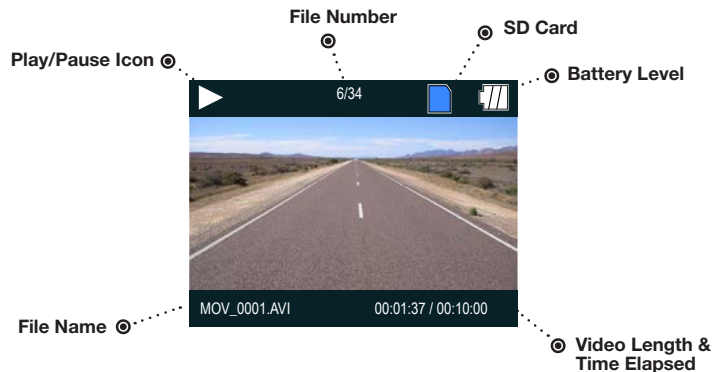 File Number
SD Card
Play/Pause Icon
Battery Level
6/34
MOV_0001.AVI 00:01:37 / 00:10:00
File Name
Video Length &
Time Elapsed